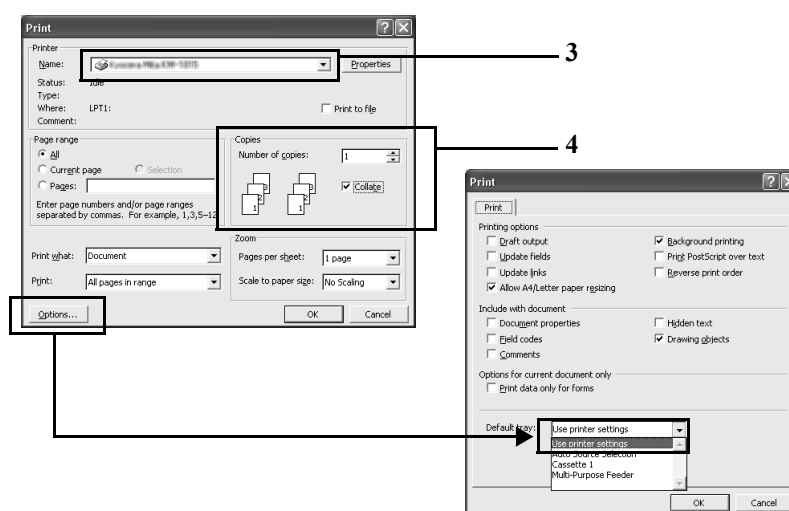 Print
Printer
Name:
Properties
Status: Idle
Type:
Where: LPT1:
Print to file
Comment:
3
Page range
All
Current page
Selection
Pages:
Enter page numbers and/or page ranges
separated by commas. For example, 1,3,5–12
Copies
Number of copies: 1
Collate
4
Print what: Document
Print: All pages in range
Zoom
Pages per sheet: 1 page
Scale to paper size: No Scaling
Options...
OK
Cancel
Print
Print
Printing options
Draft output
Background printing
Update fields
Print PostScript over text
Update links
Reverse print order
Allow A4/Letter paper resizing
Include with document
Document properties
Hidden text
Field codes
Drawing objects
Comments
Options for current document only
Print data only for forms
Default tray: Use printer settings
Use printer settings
Auto Source Selection
Cassette 1
Multi-Purpose Feeder
OK
Cancel